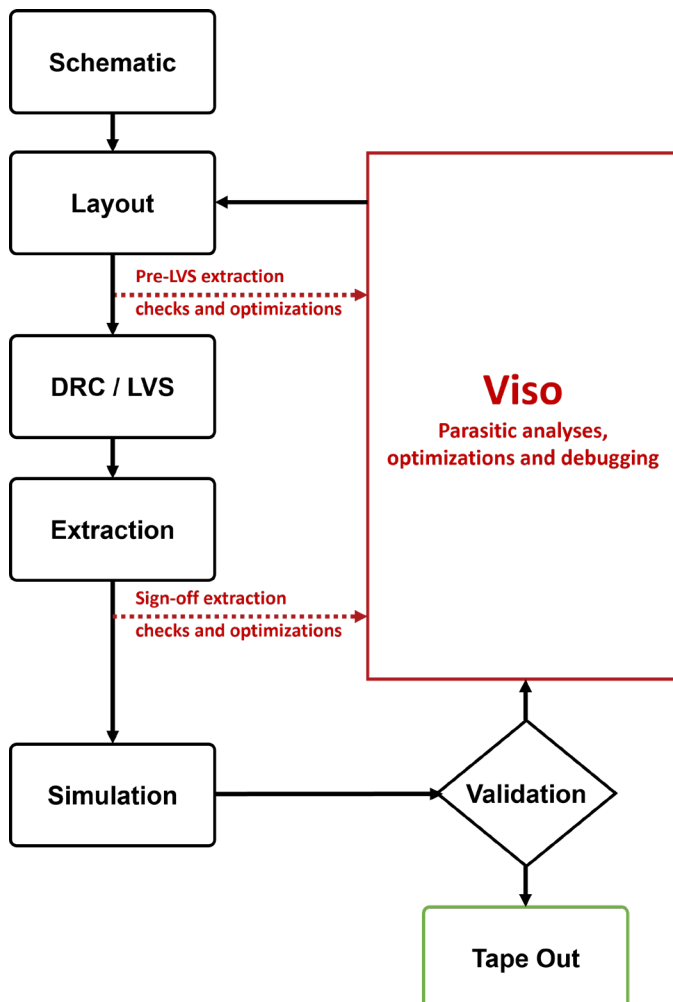 Schematic
Layout
Pre-LVS extraction
checks and optimizations
DRC / LVS
Viso
Parasitic analyses,
optimizations and debugging
Extraction
Sign-off extraction
checks and optimizations
Simulation
Validation
Tape Out